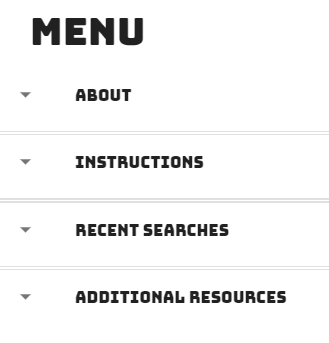 MENU
ABOUT
INSTRUCTIONS
RECENT SEARCHES
ADDITIONAL RESOURCES